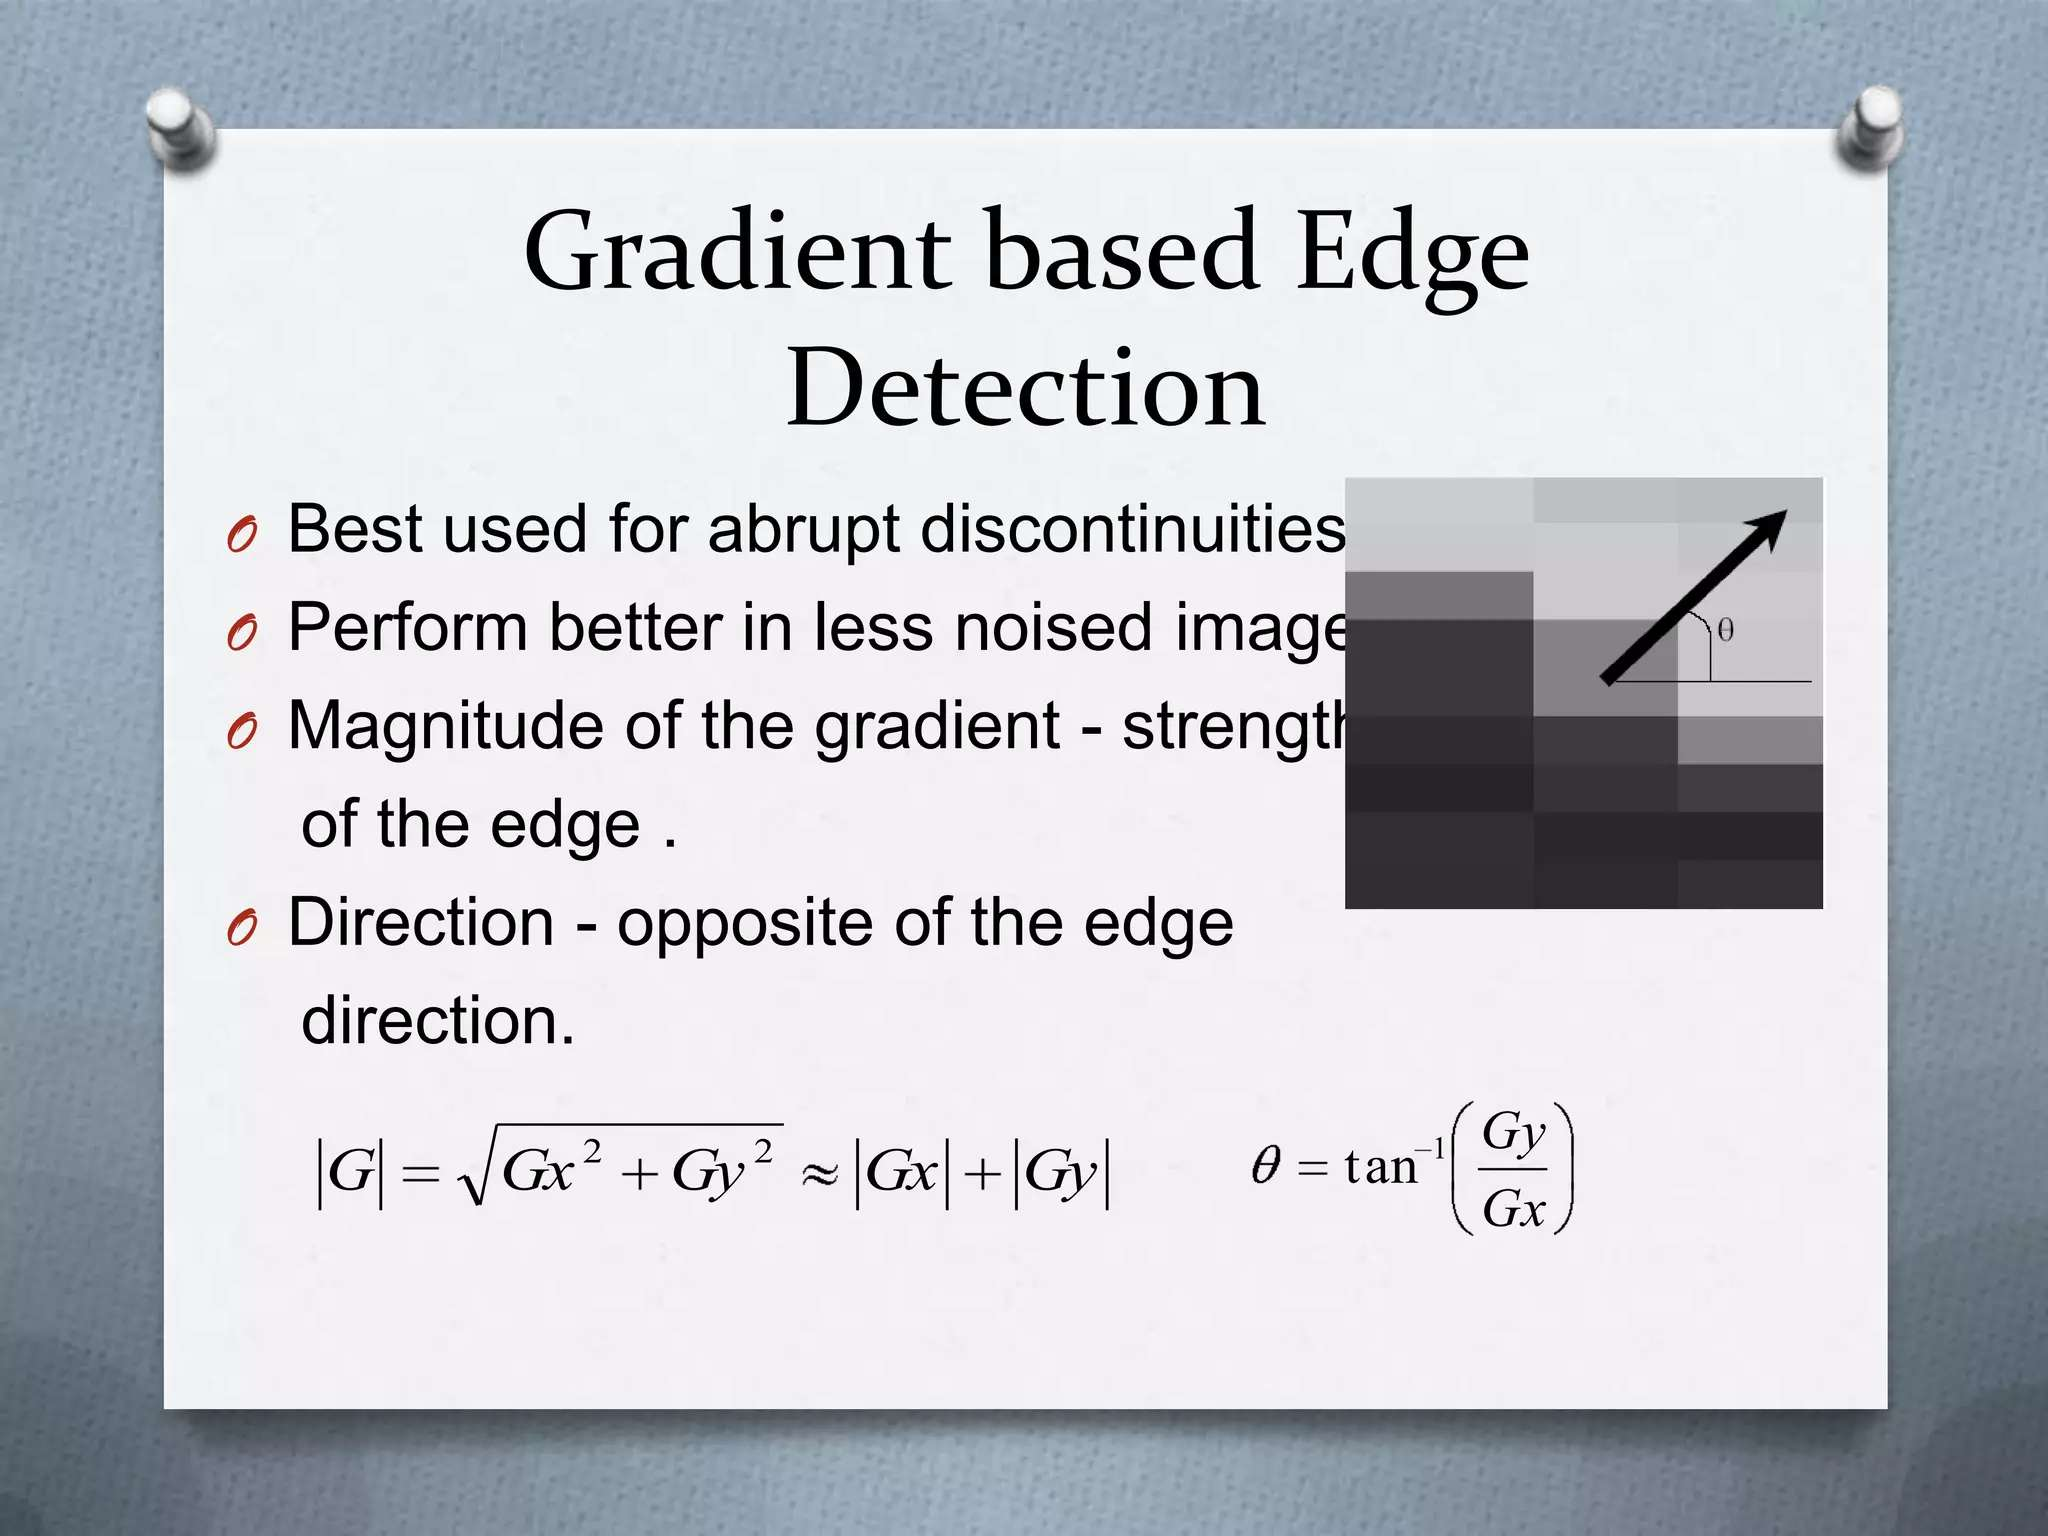 Gradient based Edge
Detection
Best used for abrupt discontinuities
Perform better in less noised image
Magnitude of the gradient - strength
of the edge .
Direction - opposite of the edge
direction.
θ
|G| = √(Gx² + Gy²) ≈ |Gx| + |Gy|
θ = tan⁻¹(Gy/Gx)